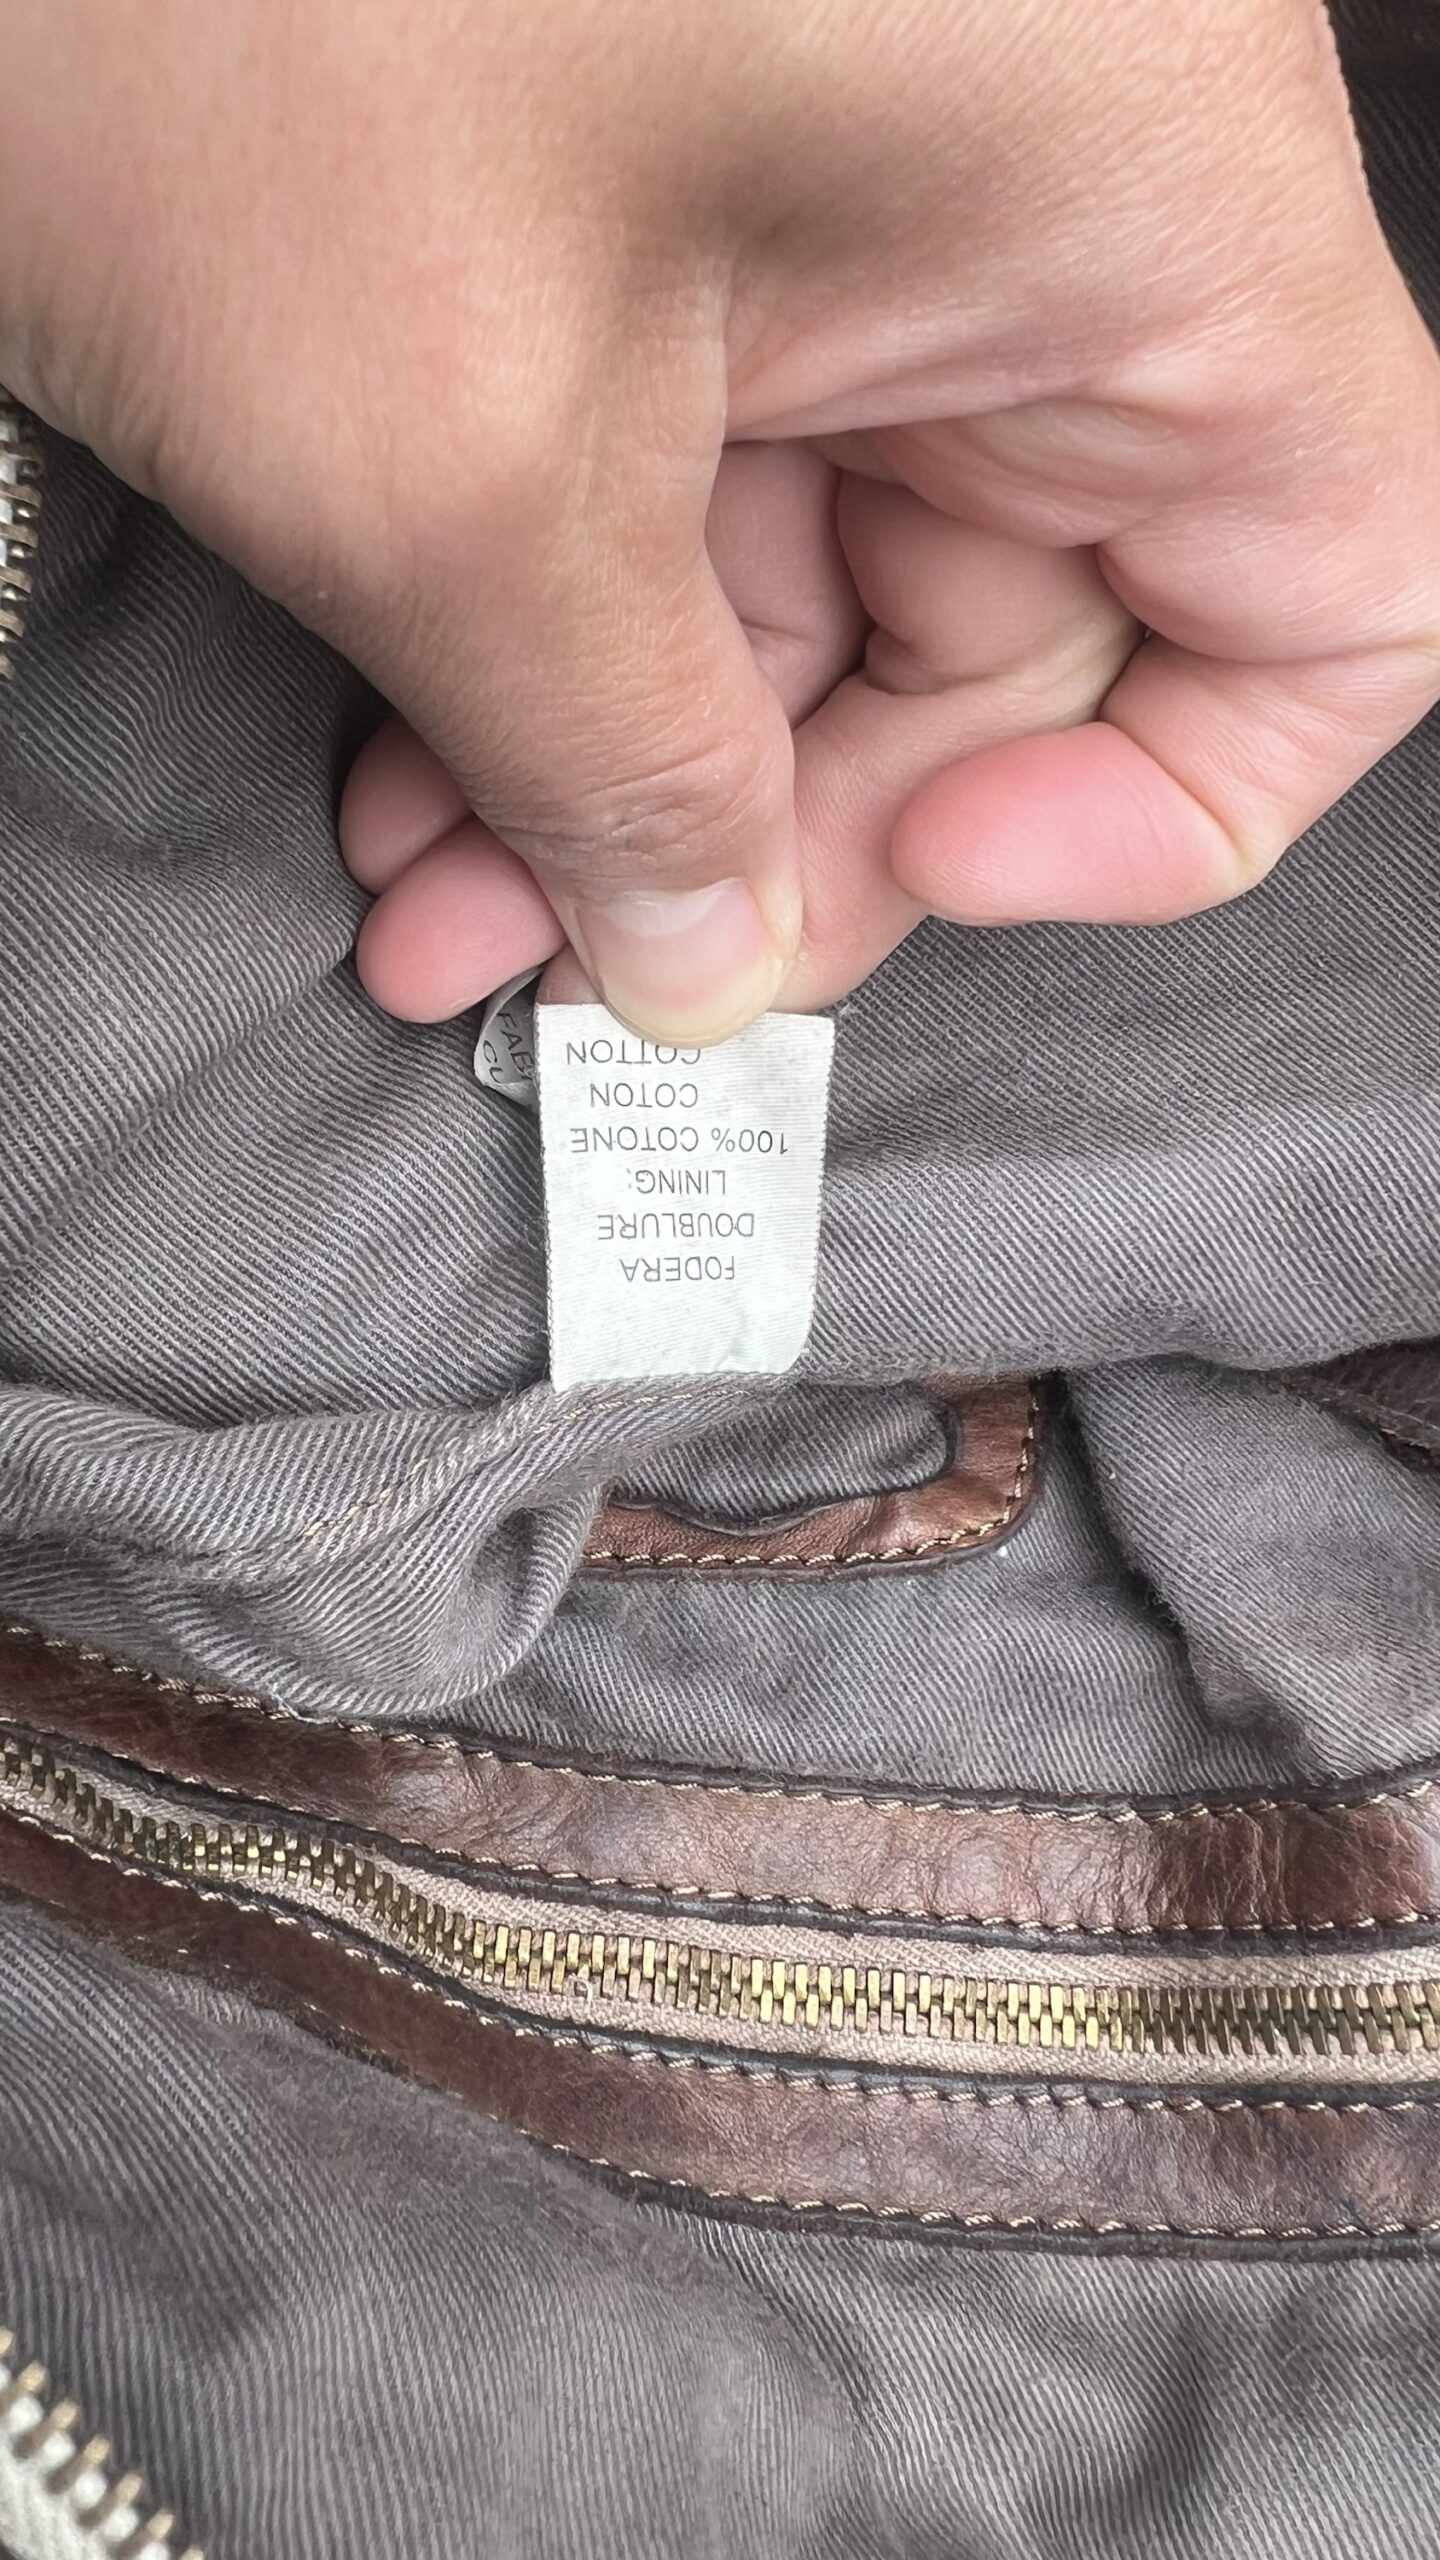 FODERA
DOUBLURE
LINING:
100% COTONE
COTON
COTTON